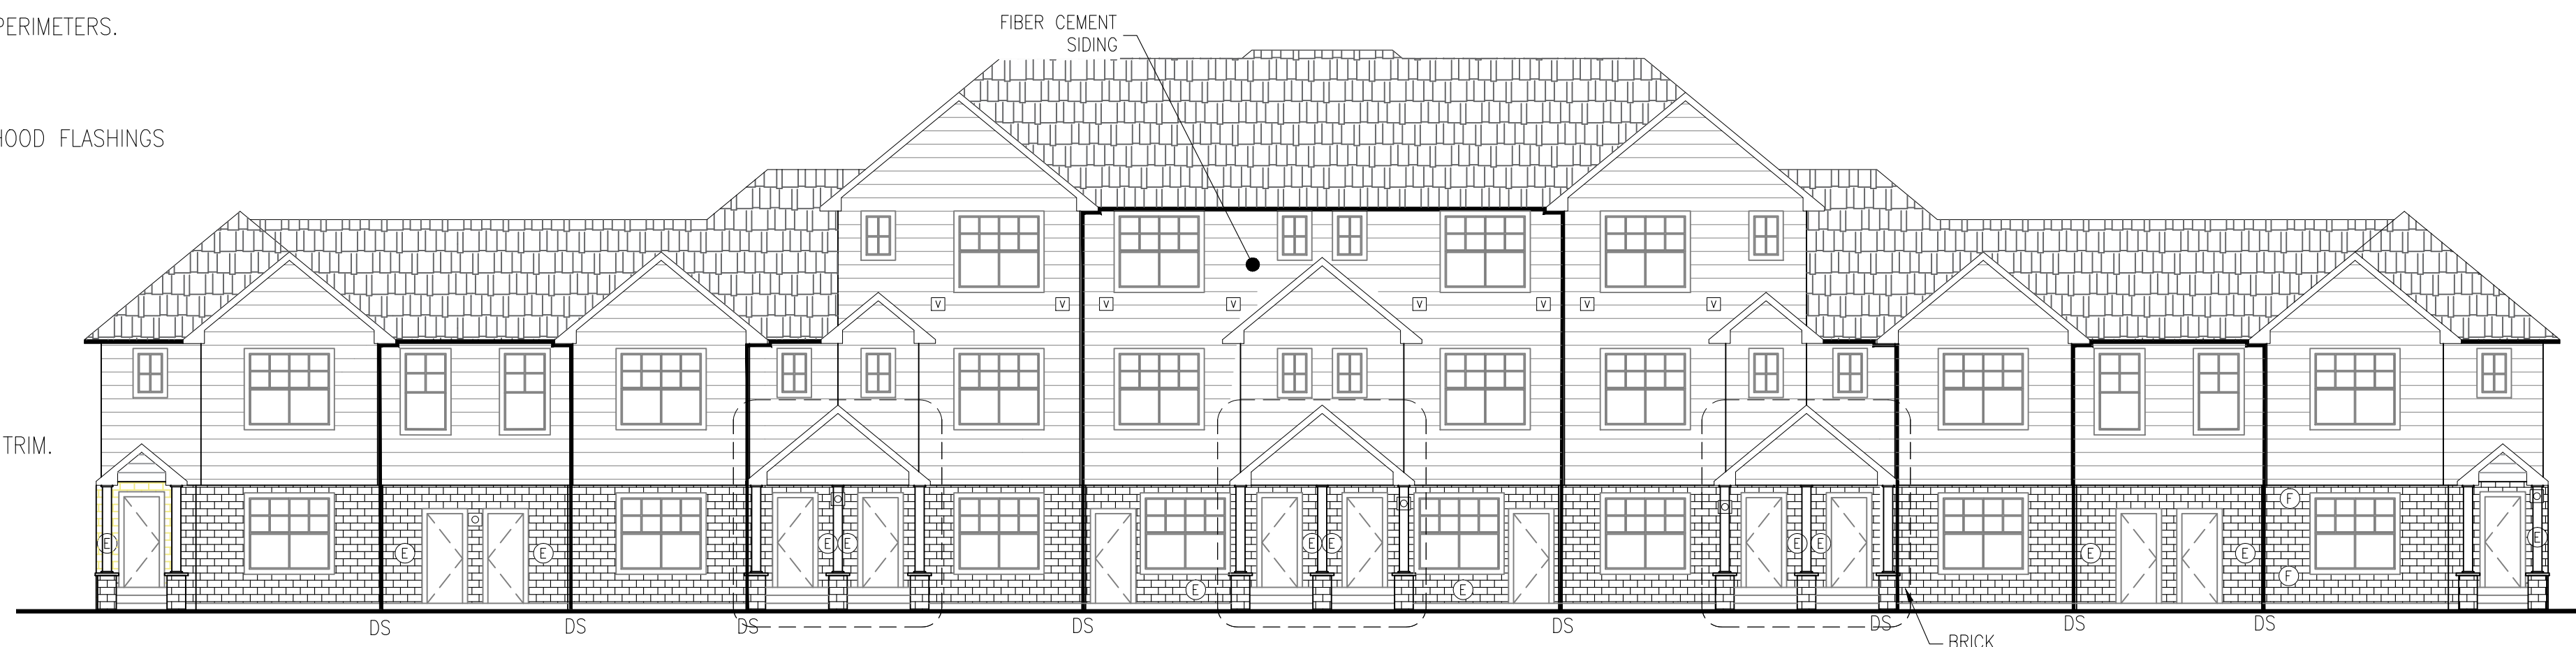 PERIMETERS.
HOOD FLASHINGS
TRIM.
FIBER CEMENT
SIDING
V V V V V V V V
E E E E E E E E E E E E E E
F
F
DS DS DS DS DS DS DS DS
BRICK